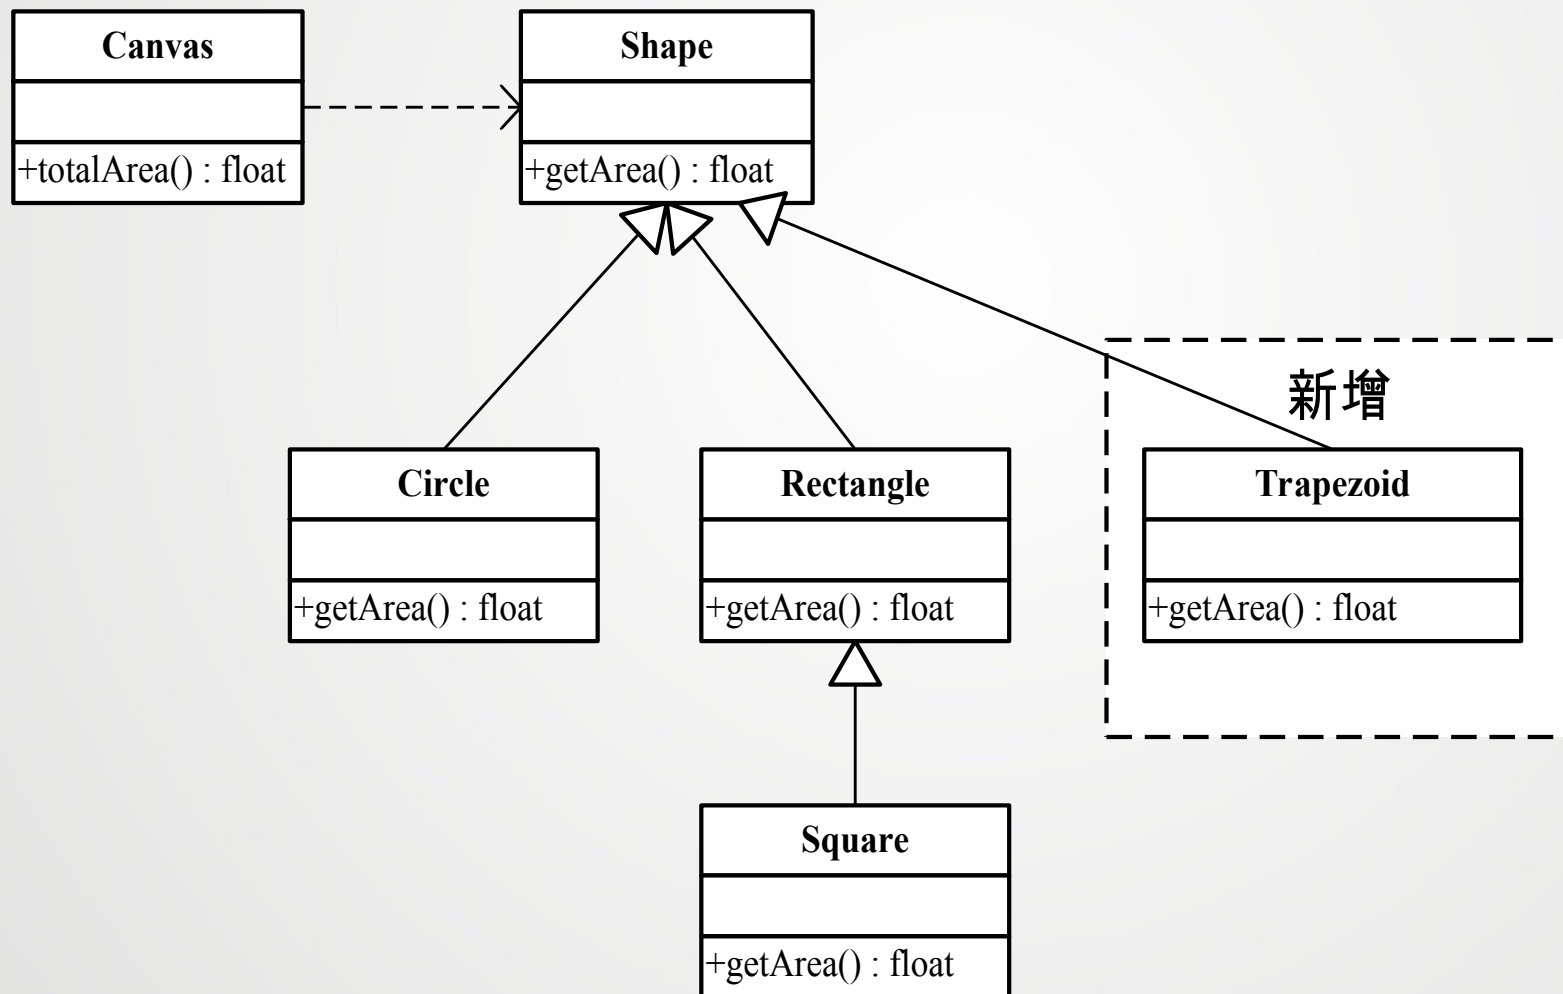 Canvas
+totalArea() : float
Shape
+getArea() : float
新增
Circle
+getArea() : float
Rectangle
+getArea() : float
Trapezoid
+getArea() : float
Square
+getArea() : float